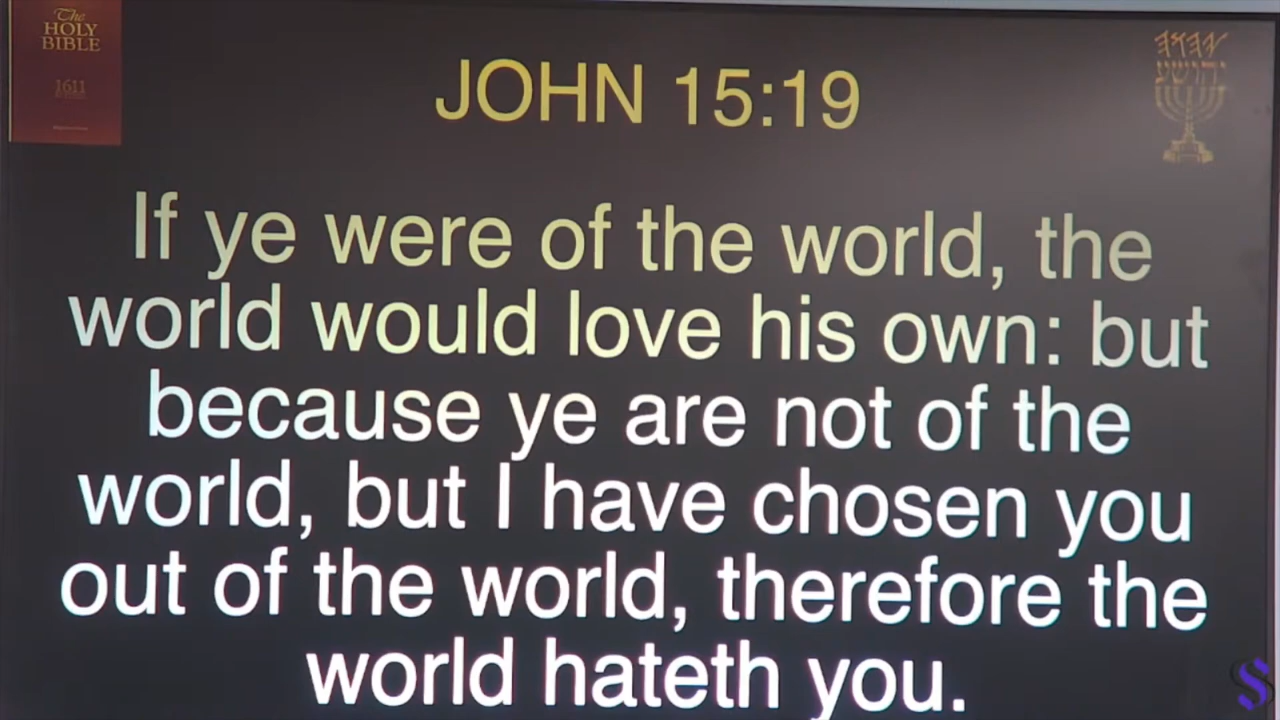 The
HOLY
BIBLE
1611
JOHN 15:19
If ye were of the world, the
world would love his own: but
because ye are not of the
world, but I have chosen you
out of the world, therefore the
world hateth you.